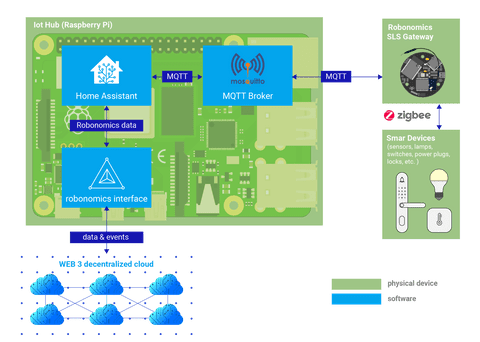 Iot Hub (Raspberry Pi)
Robonomics
SLS Gateway
Home Assistant
MQTT
mosquitto
MQTT Broker
MQTT
zigbee
Robonomics data
Smar Devices
(sensors, lamps,
switches, power plugs,
locks, etc. )
robonomics interface
data & events
WEB 3 decentralized cloud
physical device
software